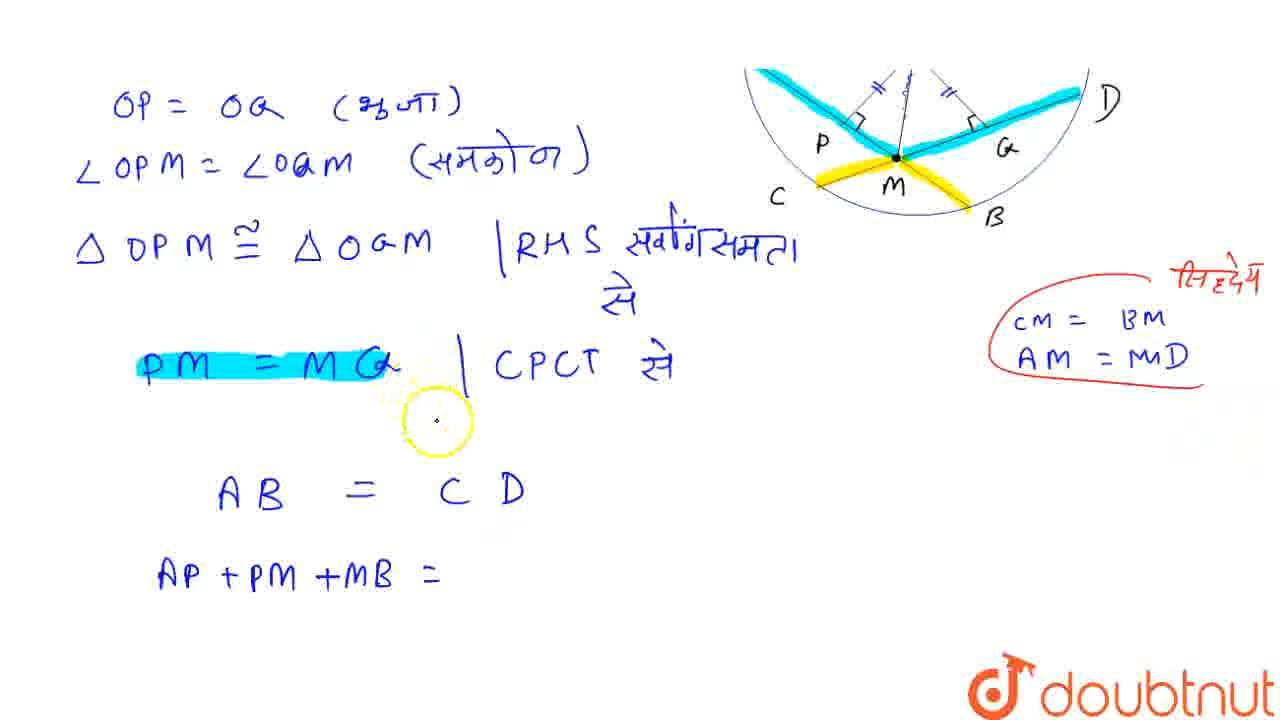 OP = OQ (भुजा)
∠OPM = ∠OQM (समकोण)
Δ OPM ≅ Δ OQM | RHS सर्वांगसमता
से
PM = MQ | CPCT से
AB = CD
AP + PM + MB =
P
Q
D
C
M
B
CM = BM
AM = MD
doubtnut